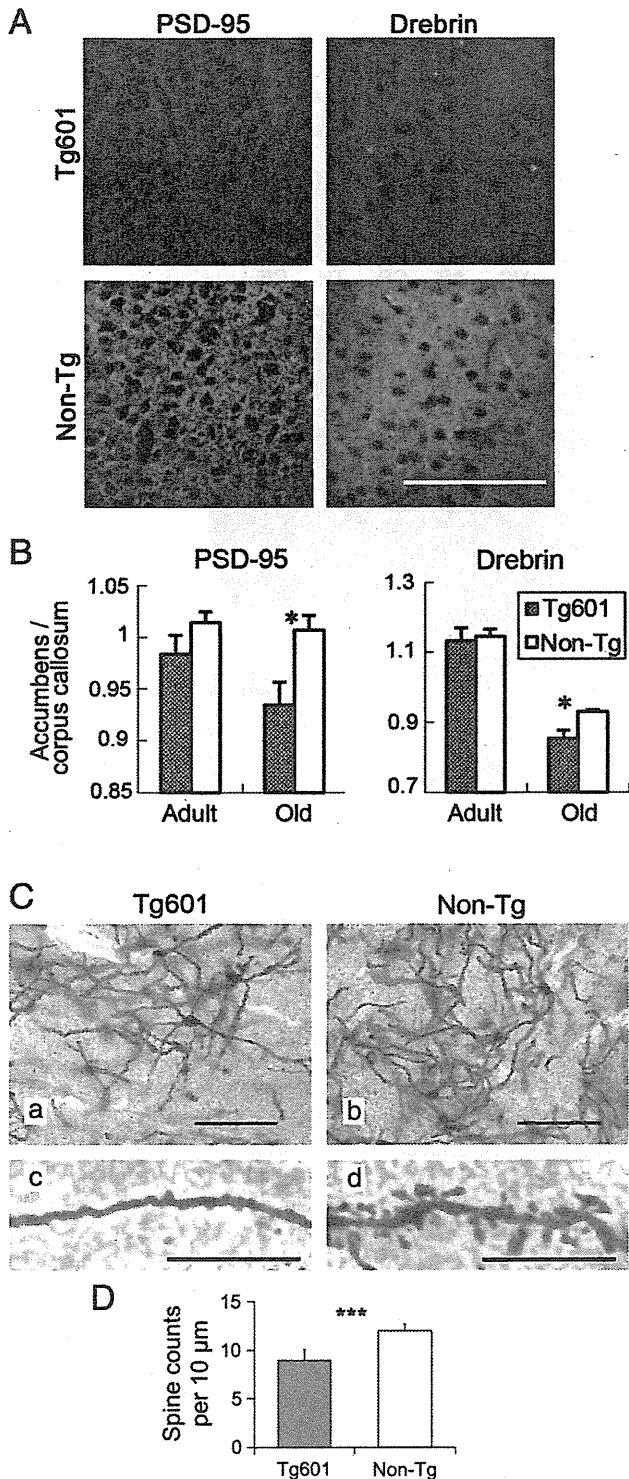 A
PSD-95 Drebrin
Tg601
Non-Tg
B
PSD-95 Drebrin
Accumbens /
corpus callosum
1.05
1
0.95
0.9
0.85
*
Adult Old
1.3
1.1
0.9
0.7
*
Tg601
Non-Tg
Adult Old
C
Tg601 Non-Tg
a b
c d
D
Spine counts
per 10 µm
15
10
5
0
***
Tg601 Non-Tg